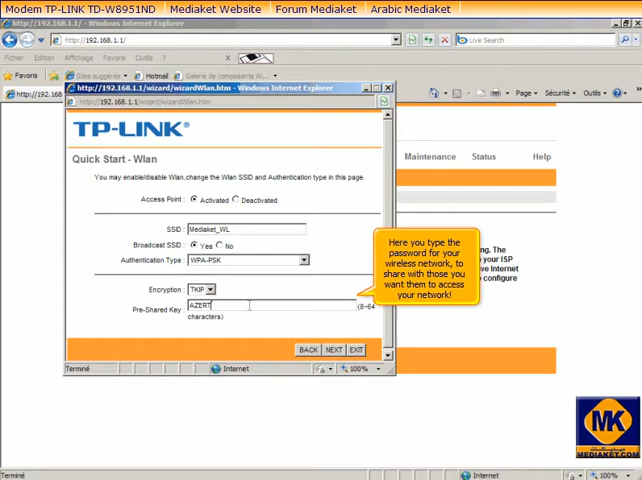 Modem TP-LINK TD-W8951ND Mediaket Website Forum Mediaket Arabic Mediaket
http://192.168.1.1/ - Windows Internet Explorer
http://192.168.1.1/
Live Search
Fichier Edition Affichage Favoris Outils ?
X
Favoris Sites suggérés Hotmail Galerie de composants W...
http://192.168.1
Page Sécurité Outils
http://192.168.1.1/wizard/wizardWlan.htm - Windows Internet Explorer
http://192.168.1.1/wizard/wizardWlan.htm
TP-LINK®
Maintenance Status Help
Quick Start - Wlan
You may enable/disable Wlan,change the Wlan SSID and Authentication type in this page.
Access Point : Activated Deactivated
SSID : Mediaket_WL
Broadcast SSID : Yes No
Authentication Type : WPA-PSK
Encryption : TKIP
Pre-Shared Key : AZERT (8~64
characters)
Here you type the
password for your
wireless network, to
share with those you
want them to access
your network!
ng. The
o your ISP
ve Internet
o configure
BACK NEXT EXIT
Terminé Internet 100%
MK
MEDIAKET.COM
Terminé Internet 100%